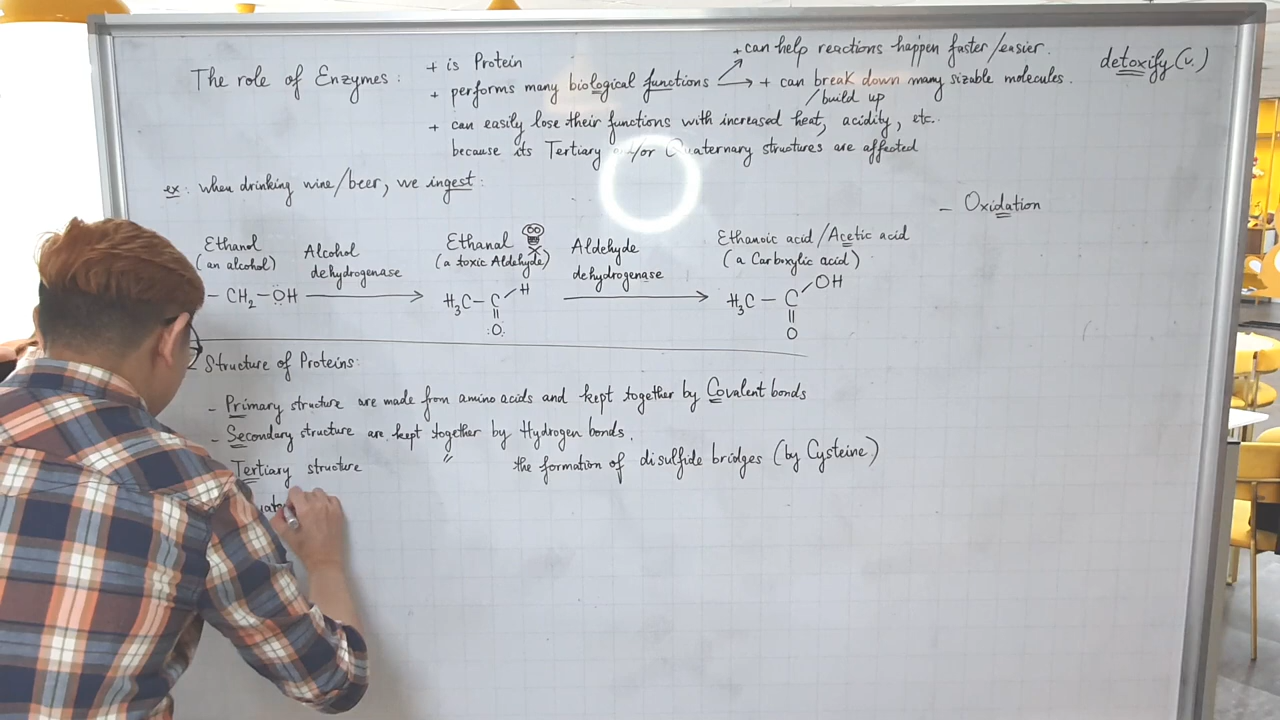 The role of Enzymes :
+ is Protein
+ performs many biological functions
+ can help reactions happen faster/easier.
+ can break down many sizable molecules.
/build up
+ can easily lose their functions with increased heat, acidity, etc.
because its Tertiary and/or Quaternary structures are affected
detoxify (v.)
ex: when drinking wine/beer, we ingest :
- Oxidation
Ethanol
(an alcohol)
Alcohol
dehydrogenase
Ethanal
(a toxic Aldehyde)
Aldehyde
dehydrogenase
Ethanoic acid/Acetic acid
(a Carboxylic acid)
- CH2 - OH
H3C - C H
O
H3C - C OH
O
Structure of Proteins:
- Primary structure are made from amino acids and kept together by Covalent bonds
- Secondary structure are kept together by Hydrogen bonds.
Tertiary structure " the formation of disulfide bridges (by Cysteine)